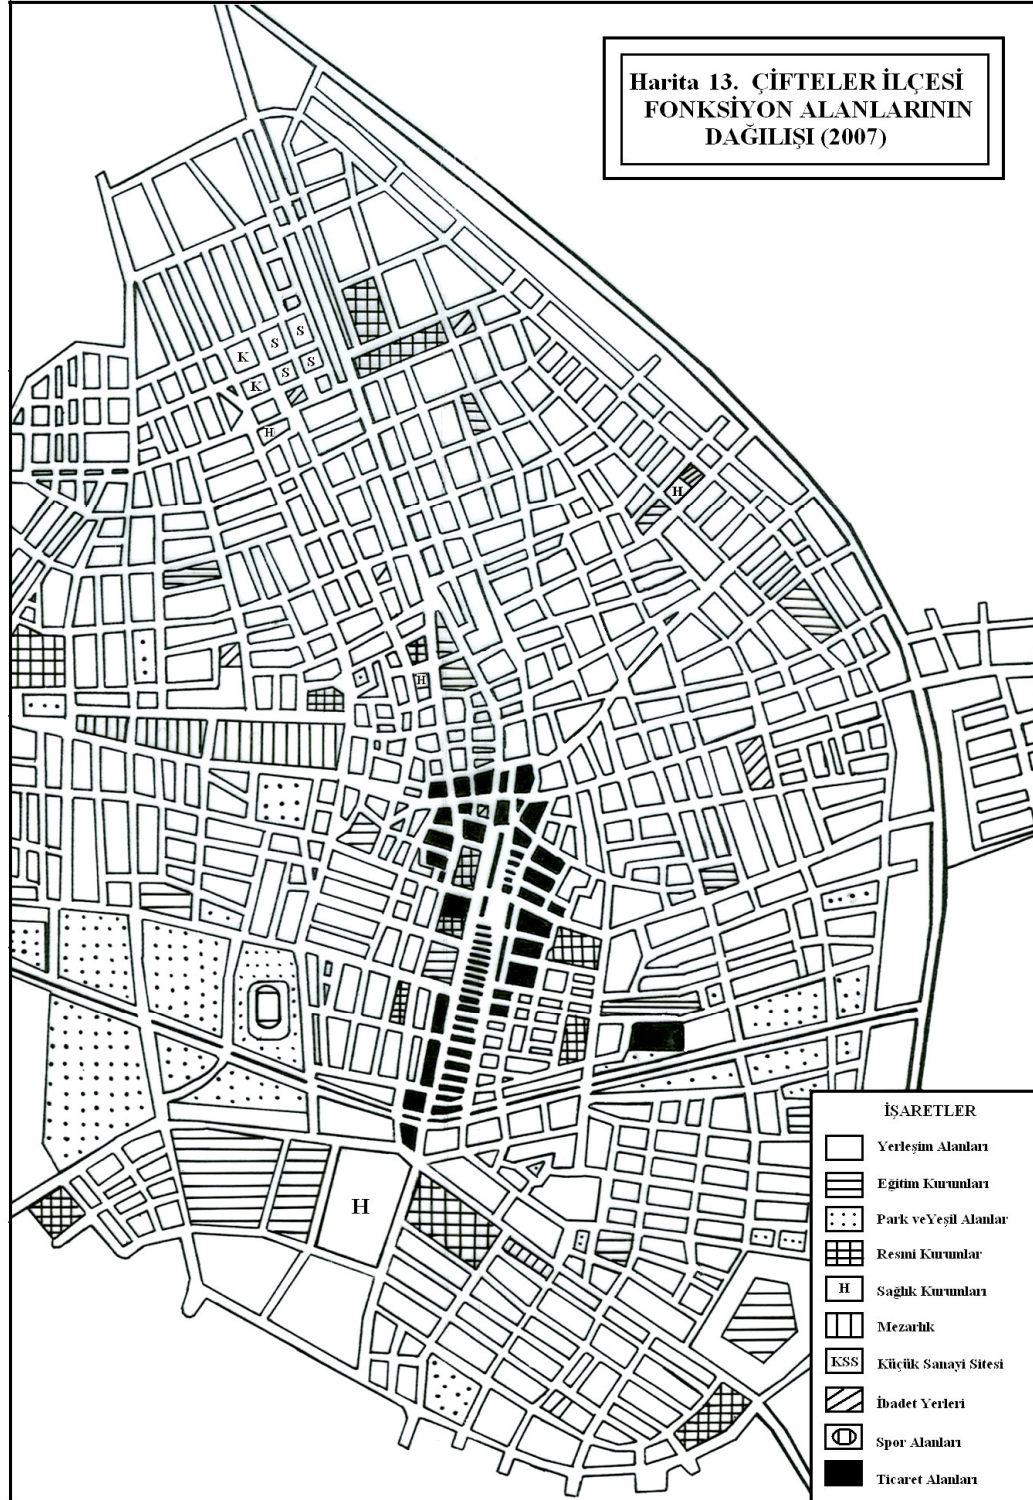 Harita 13. ÇİFTELER İLÇESİ
FONKSİYON ALANLARININ
DAĞILIŞI (2007)
S
S
K
S
S
K
H
H
H
H
İŞARETLER
Yerleşim Alanları
Eğitim Kurumları
Park veYeşil Alanlar
Resmi Kurumlar
H Sağlık Kurumları
Mezarlık
KSS Küçük Sanayi Sitesi
İbadet Yerleri
Spor Alanları
Ticaret Alanları